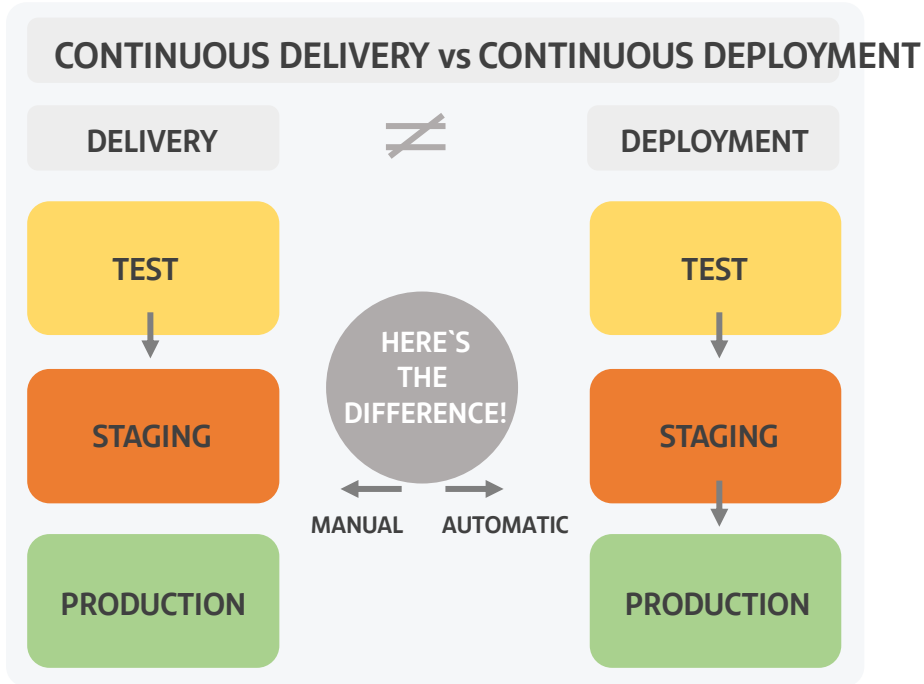 CONTINUOUS DELIVERY vs CONTINUOUS DEPLOYMENT
DELIVERY
≠
DEPLOYMENT
TEST
TEST
HERE`S
THE
DIFFERENCE!
STAGING
STAGING
MANUAL
AUTOMATIC
PRODUCTION
PRODUCTION